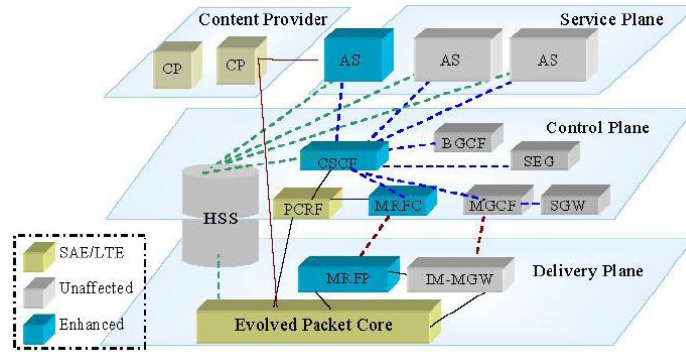 Content Provider
Service Plane
CP
CP
AS
AS
AS
Control Plane
BGCF
CSCF
SEG
HSS
PCRF
MRFC
MGCF
SGW
SAE/LTE
Unaffected
Enhanced
Delivery Plane
MRFP
IM-MGW
Evolved Packet Core